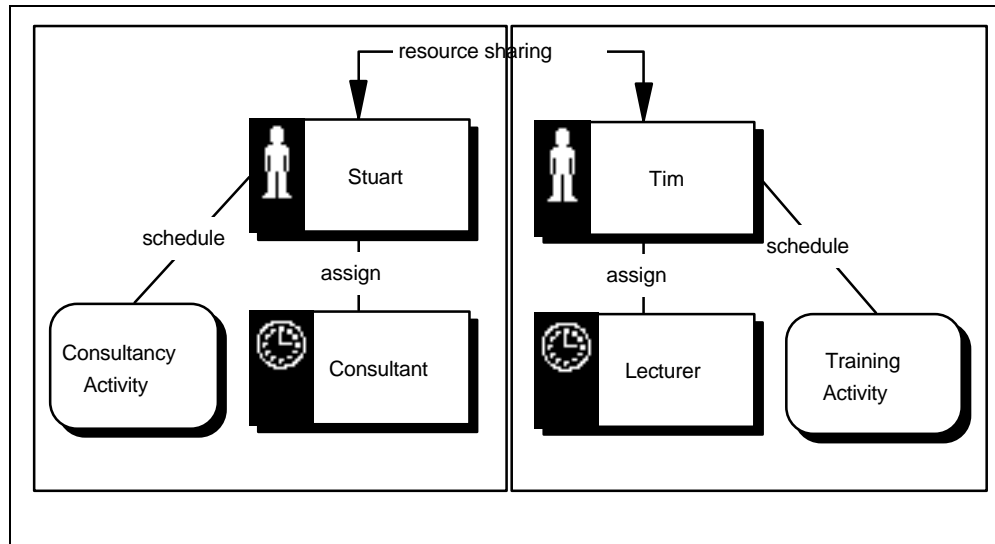 resource sharing
Stuart
Tim
schedule
schedule
assign
assign
Consultancy
Activity
Consultant
Lecturer
Training
Activity